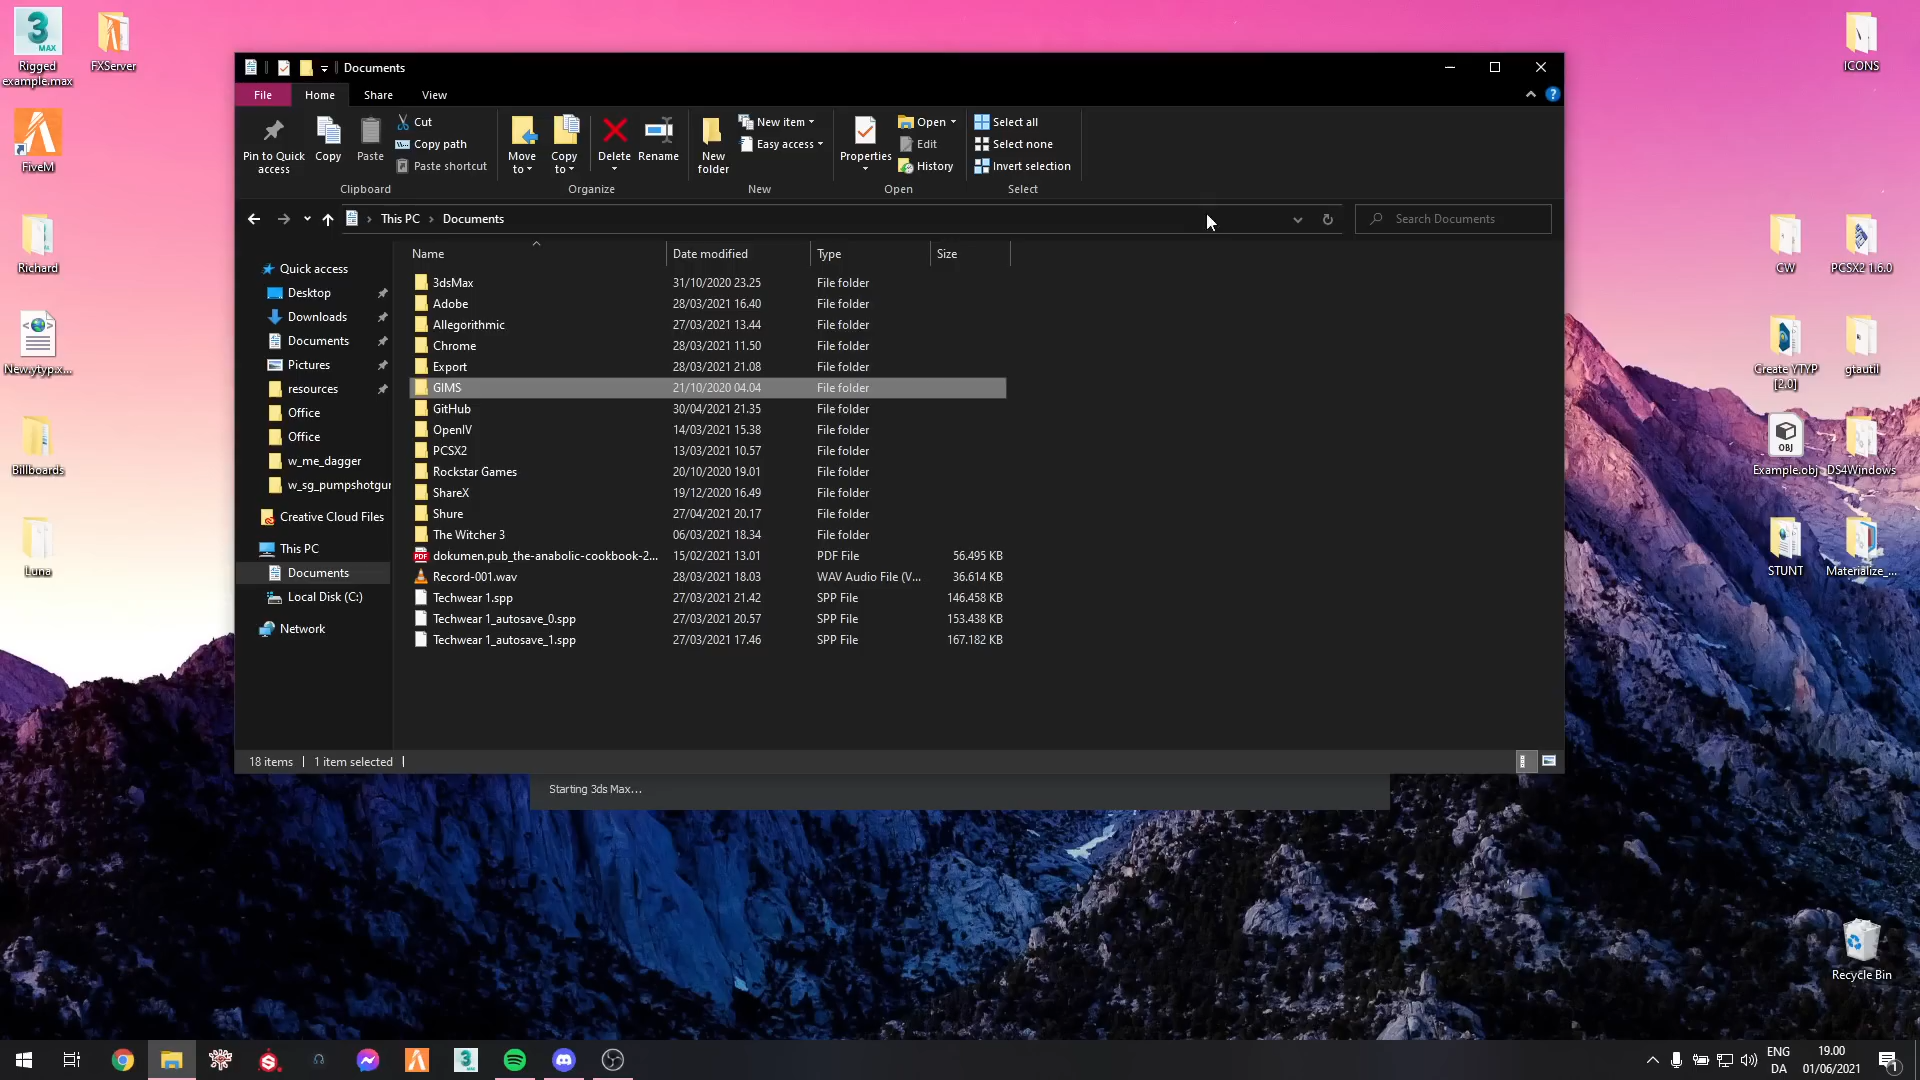 Rigged
example.max
FXServer
FiveM
Richard
New.ytyp.x...
Billboards
Luna
ICONS
CW
PCSX2 1.6.0
Create YTYP
[2.0]
gtautil
OBJ
Example.obj
DS4Windows
STUNT
Materialize_...
Recycle Bin
Documents
File
Home
Share
View
Pin to Quick
access
Copy
Paste
Cut
Copy path
Paste shortcut
Clipboard
Move
to
Copy
to
Delete
Rename
Organize
New
folder
New item
Easy access
New
Properties
Open
Edit
History
Open
Select all
Select none
Invert selection
Select
This PC
Documents
Search Documents
Quick access
Desktop
Downloads
Documents
Pictures
resources
Office
Office
w_me_dagger
w_sg_pumpshotgun
Creative Cloud Files
This PC
Documents
Local Disk (C:)
Network
Name Date modified Type Size
3dsMax 31/10/2020 23.25 File folder
Adobe 28/03/2021 16.40 File folder
Allegorithmic 27/03/2021 13.44 File folder
Chrome 28/03/2021 11.50 File folder
Export 28/03/2021 21.08 File folder
GIMS 21/10/2020 04.04 File folder
GitHub 30/04/2021 21.35 File folder
OpenIV 14/03/2021 15.38 File folder
PCSX2 13/03/2021 10.57 File folder
Rockstar Games 20/10/2020 19.01 File folder
ShareX 19/12/2020 16.49 File folder
Shure 27/04/2021 20.17 File folder
The Witcher 3 06/03/2021 18.34 File folder
dokumen.pub_the-anabolic-cookbook-2... 15/02/2021 13.01 PDF File 56.495 KB
Record-001.wav 28/03/2021 18.03 WAV Audio File (V... 36.614 KB
Techwear 1.spp 27/03/2021 21.42 SPP File 146.458 KB
Techwear 1_autosave_0.spp 27/03/2021 20.57 SPP File 153.438 KB
Techwear 1_autosave_1.spp 27/03/2021 17.46 SPP File 167.182 KB
18 items
1 item selected
Starting 3ds Max...
ENG
DA
19.00
01/06/2021
1